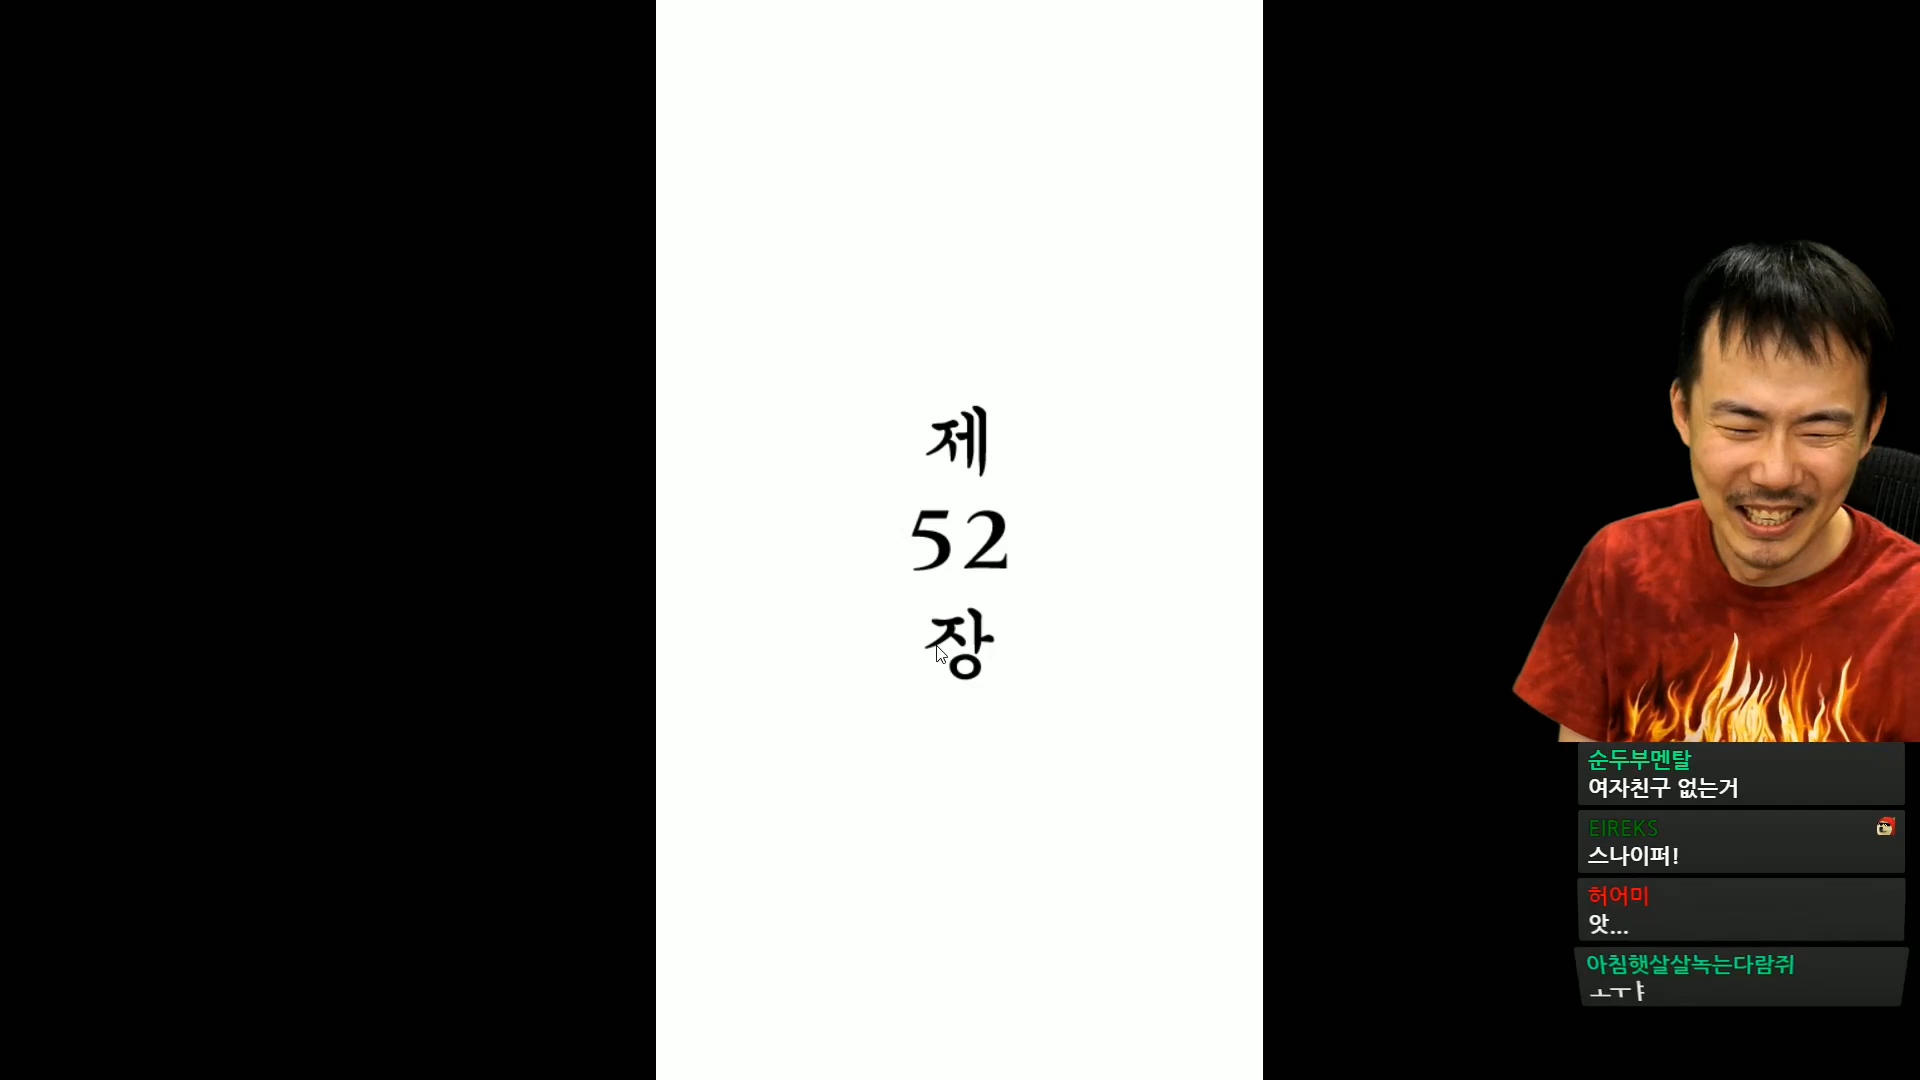 제
52
장
순두부멘탈
여자친구 없는거
EIREKS
스나이퍼!
허어미
앗...
아침햇살살녹는다람쥐
ㅗㅜㅑ